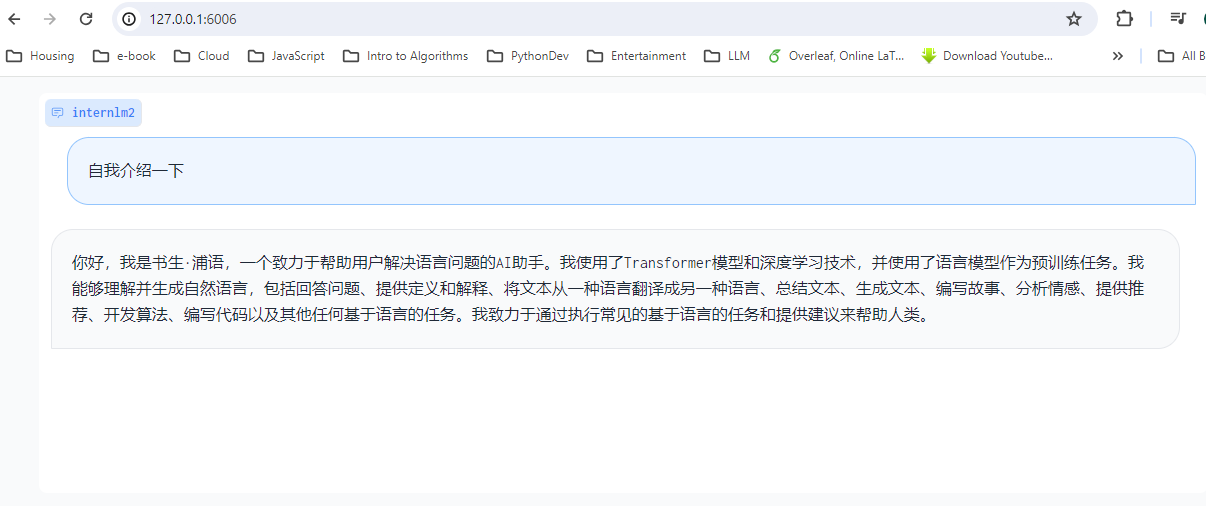 127.0.0.1:6006
Housing e-book Cloud JavaScript Intro to Algorithms PythonDev Entertainment LLM Overleaf, Online LaT... Download Youtube... » All B
internlm2
自我介绍一下
你好，我是书生·浦语，一个致力于帮助用户解决语言问题的AI助手。我使用了Transformer模型和深度学习技术，并使用了语言模型作为预训练任务。我
能够理解并生成自然语言，包括回答问题、提供定义和解释、将文本从一种语言翻译成另一种语言、总结文本、生成文本、编写故事、分析情感、提供推
荐、开发算法、编写代码以及其他任何基于语言的任务。我致力于通过执行常见的基于语言的任务和提供建议来帮助人类。